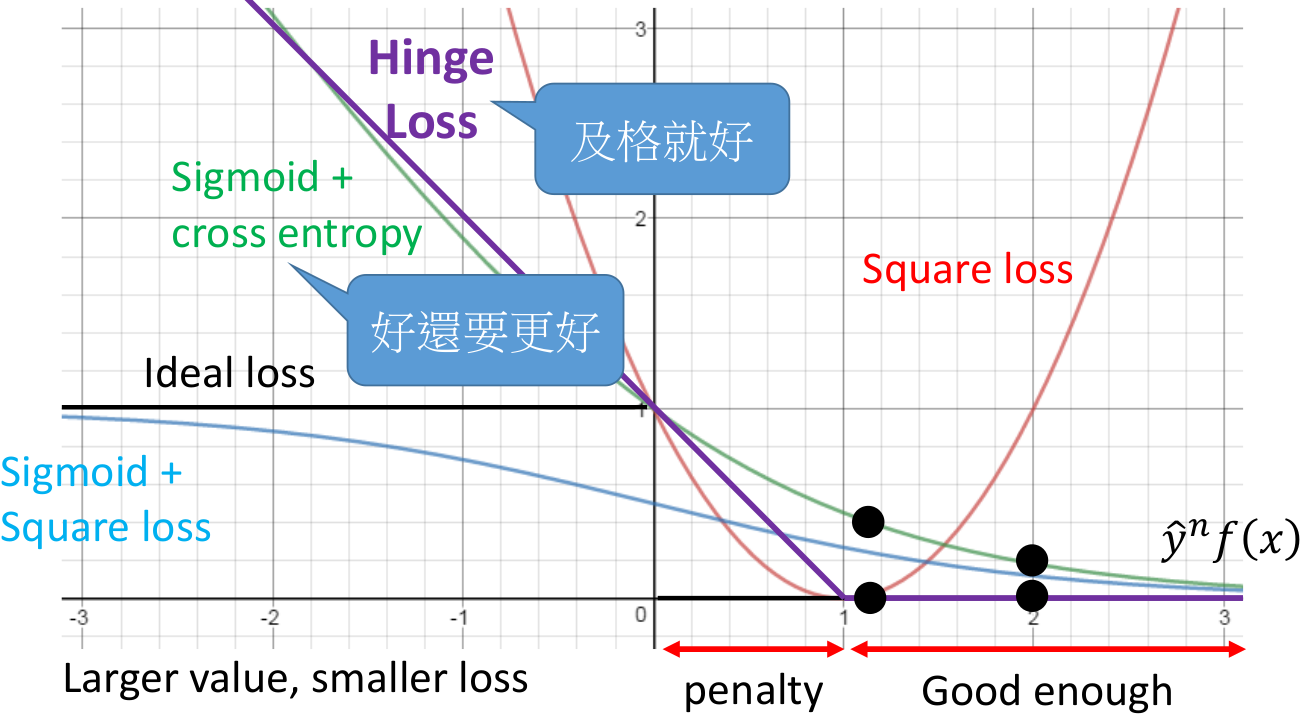 3
Hinge
Loss
及格就好
Sigmoid +
cross entropy
2
Square loss
好還要更好
Ideal loss
1
Sigmoid +
Square loss
ŷⁿf(x)
-3 -2 -1 0 1 2 3
Larger value, smaller loss
penalty
Good enough